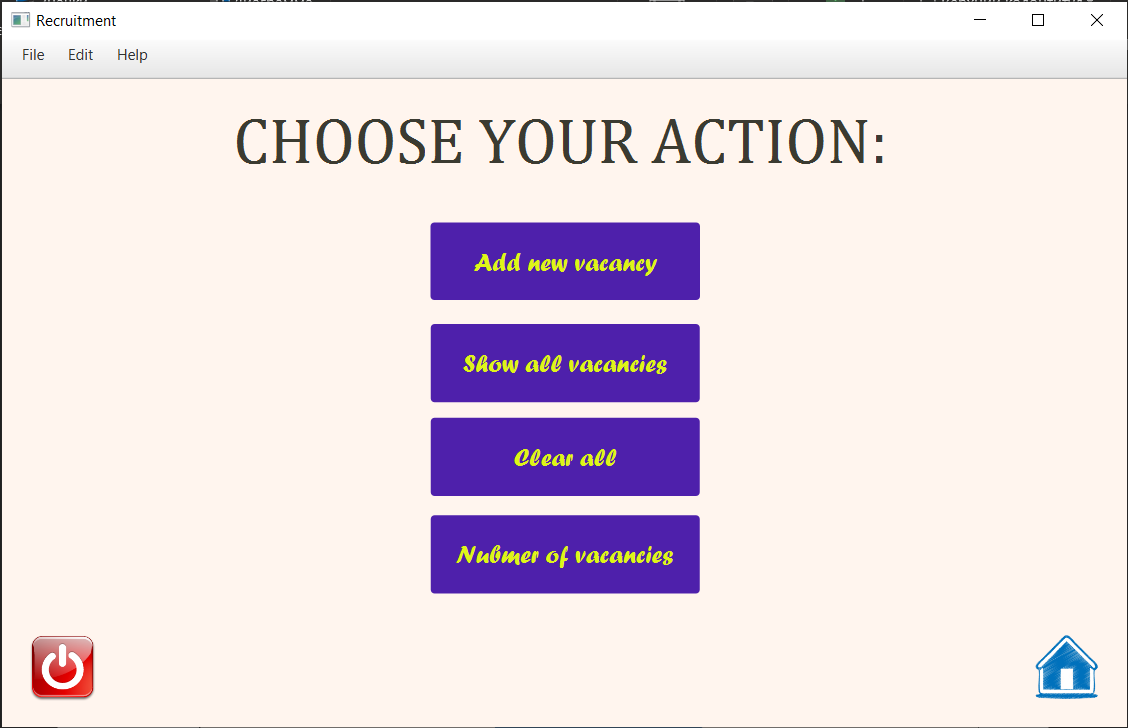 Recruitment
File Edit Help
CHOOSE YOUR ACTION:
Add new vacancy
Show all vacancies
Clear all
Nubmer of vacancies